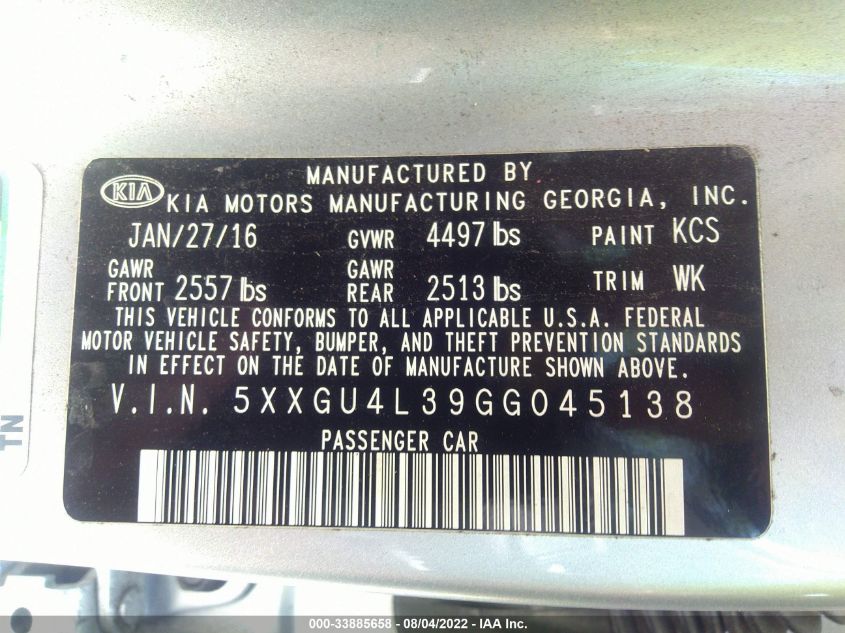 MANUFACTURED BY
KIA
KIA MOTORS MANUFACTURING GEORGIA, INC.
JAN/27/16 GVWR 4497 lbs PAINT KCS
GAWR FRONT 2557 lbs GAWR REAR 2513 lbs TRIM WK
THIS VEHICLE CONFORMS TO ALL APPLICABLE U.S.A. FEDERAL
MOTOR VEHICLE SAFETY, BUMPER, AND THEFT PREVENTION STANDARDS
IN EFFECT ON THE DATE OF MANUFACTURE SHOWN ABOVE.
V.I.N. 5XXGU4L39GG045138
PASSENGER CAR
TN
000-33885658 - 08/04/2022 - IAA Inc.